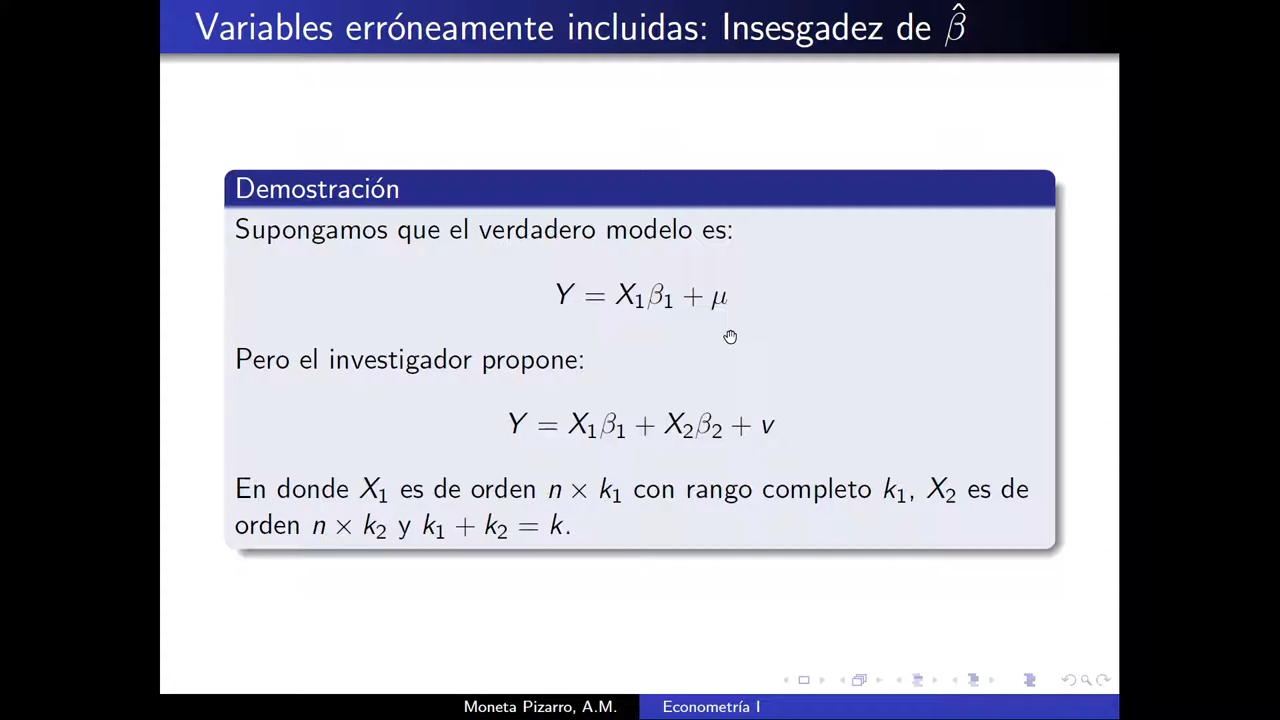 Variables erróneamente incluidas: Insesgadez de β̂
Demostración
Supongamos que el verdadero modelo es:
Y = X₁β₁ + μ
Pero el investigador propone:
Y = X₁β₁ + X₂β₂ + v
En donde X₁ es de orden n × k₁ con rango completo k₁, X₂ es de
orden n × k₂ y k₁ + k₂ = k.
Moneta Pizarro, A.M.
Econometría I